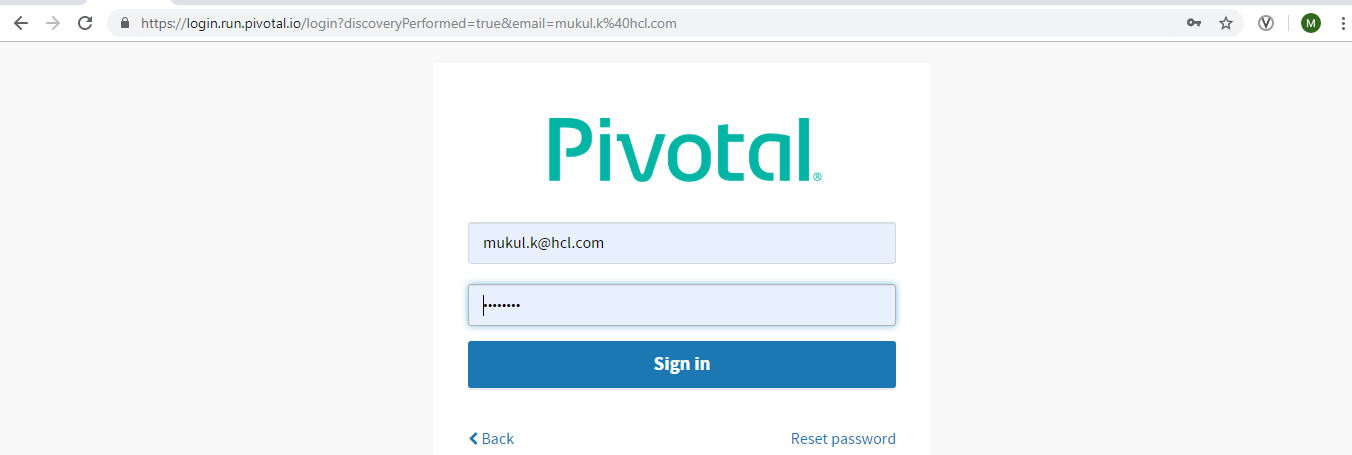 https://login.run.pivotal.io/login?discoveryPerformed=true&email=mukul.k%40hcl.com
M
Pivotal®
mukul.k@hcl.com
••••••••
Sign in
Back
Reset password